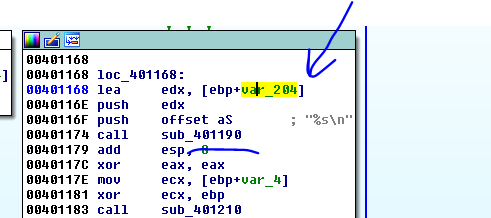 00401168
00401168 loc_401168:
00401168 lea edx, [ebp+var_204]
0040116E push edx
0040116F push offset aS ; "%s\n"
00401174 call sub_401190
00401179 add esp, 8
0040117C xor eax, eax
0040117E mov ecx, [ebp+var_4]
00401181 xor ecx, ebp
00401183 call sub_401210